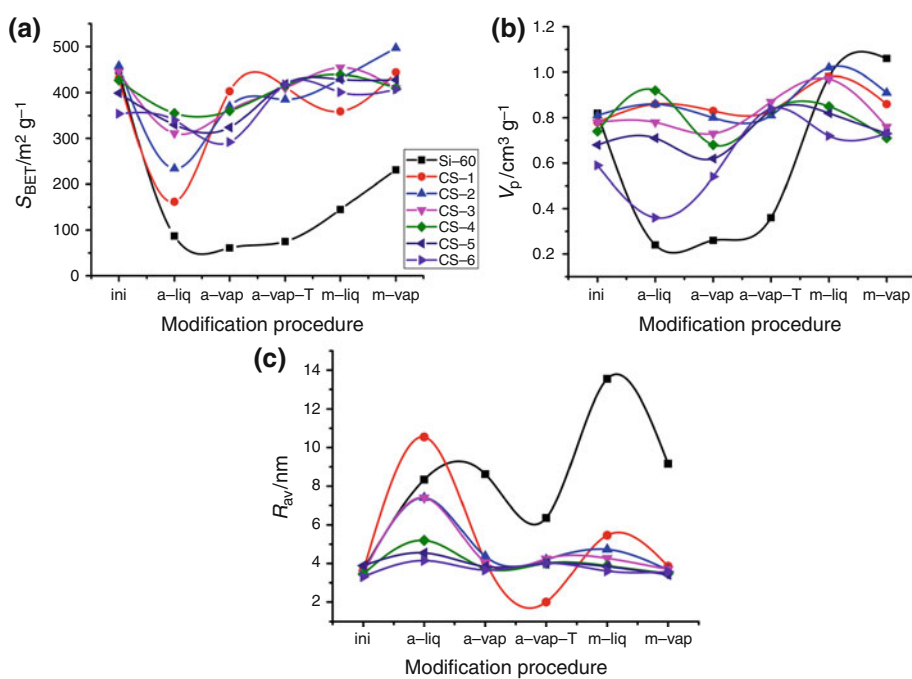 (a)
500
400
300
200
100
0
S_BET/m² g⁻¹
ini a–liq a–vap a–vap–T m–liq m–vap
Modification procedure
Si–60
CS–1
CS–2
CS–3
CS–4
CS–5
CS–6
(b)
1.2
1.0
0.8
0.6
0.4
0.2
V_p/cm³ g⁻¹
ini a–liq a–vap a–vap–T m–liq m–vap
Modification procedure
(c)
14
12
10
8
6
4
2
R_av/nm
ini a–liq a–vap a–vap–T m–liq m–vap
Modification procedure